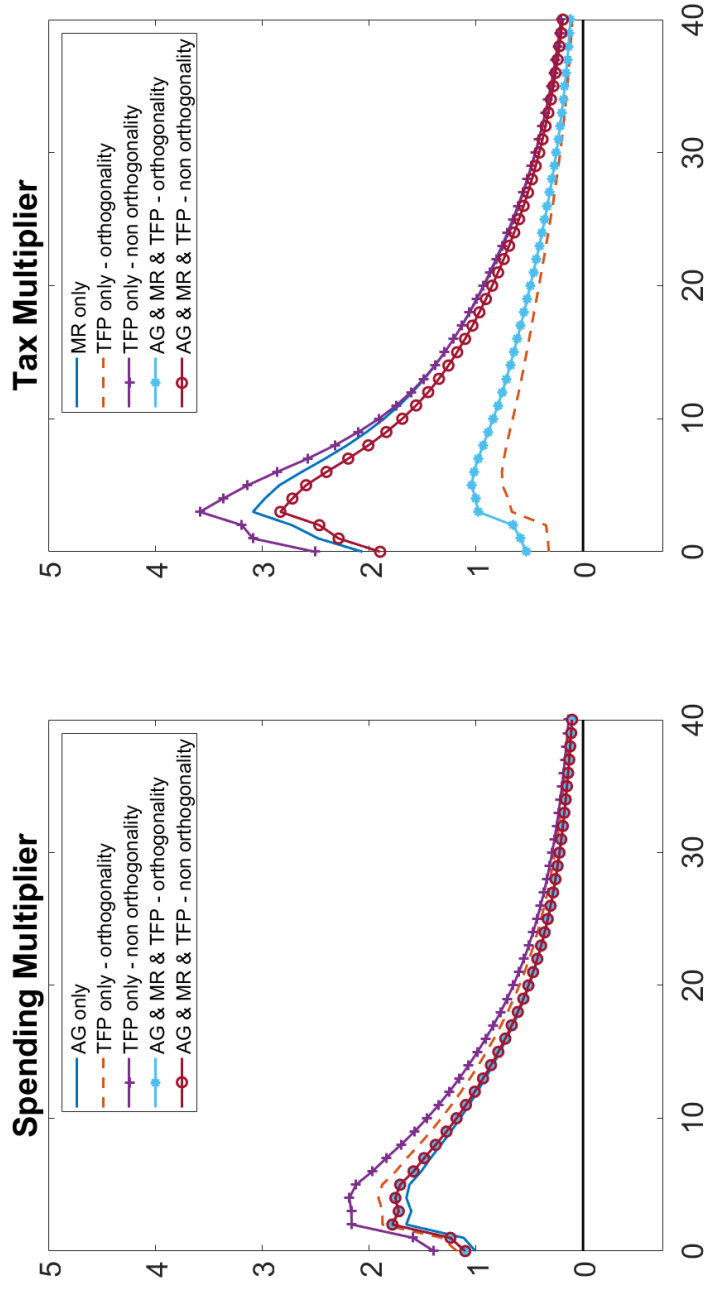 Spending Multiplier
5
4
3
2
1
0
0
10
20
30
40
AG only
TFP only - orthogonality
TFP only - non orthogonality
AG & MR & TFP - orthogonality
AG & MR & TFP - non orthogonality
Tax Multiplier
5
4
3
2
1
0
0
10
20
30
40
MR only
TFP only - orthogonality
TFP only - non orthogonality
AG & MR & TFP - orthogonality
AG & MR & TFP - non orthogonality